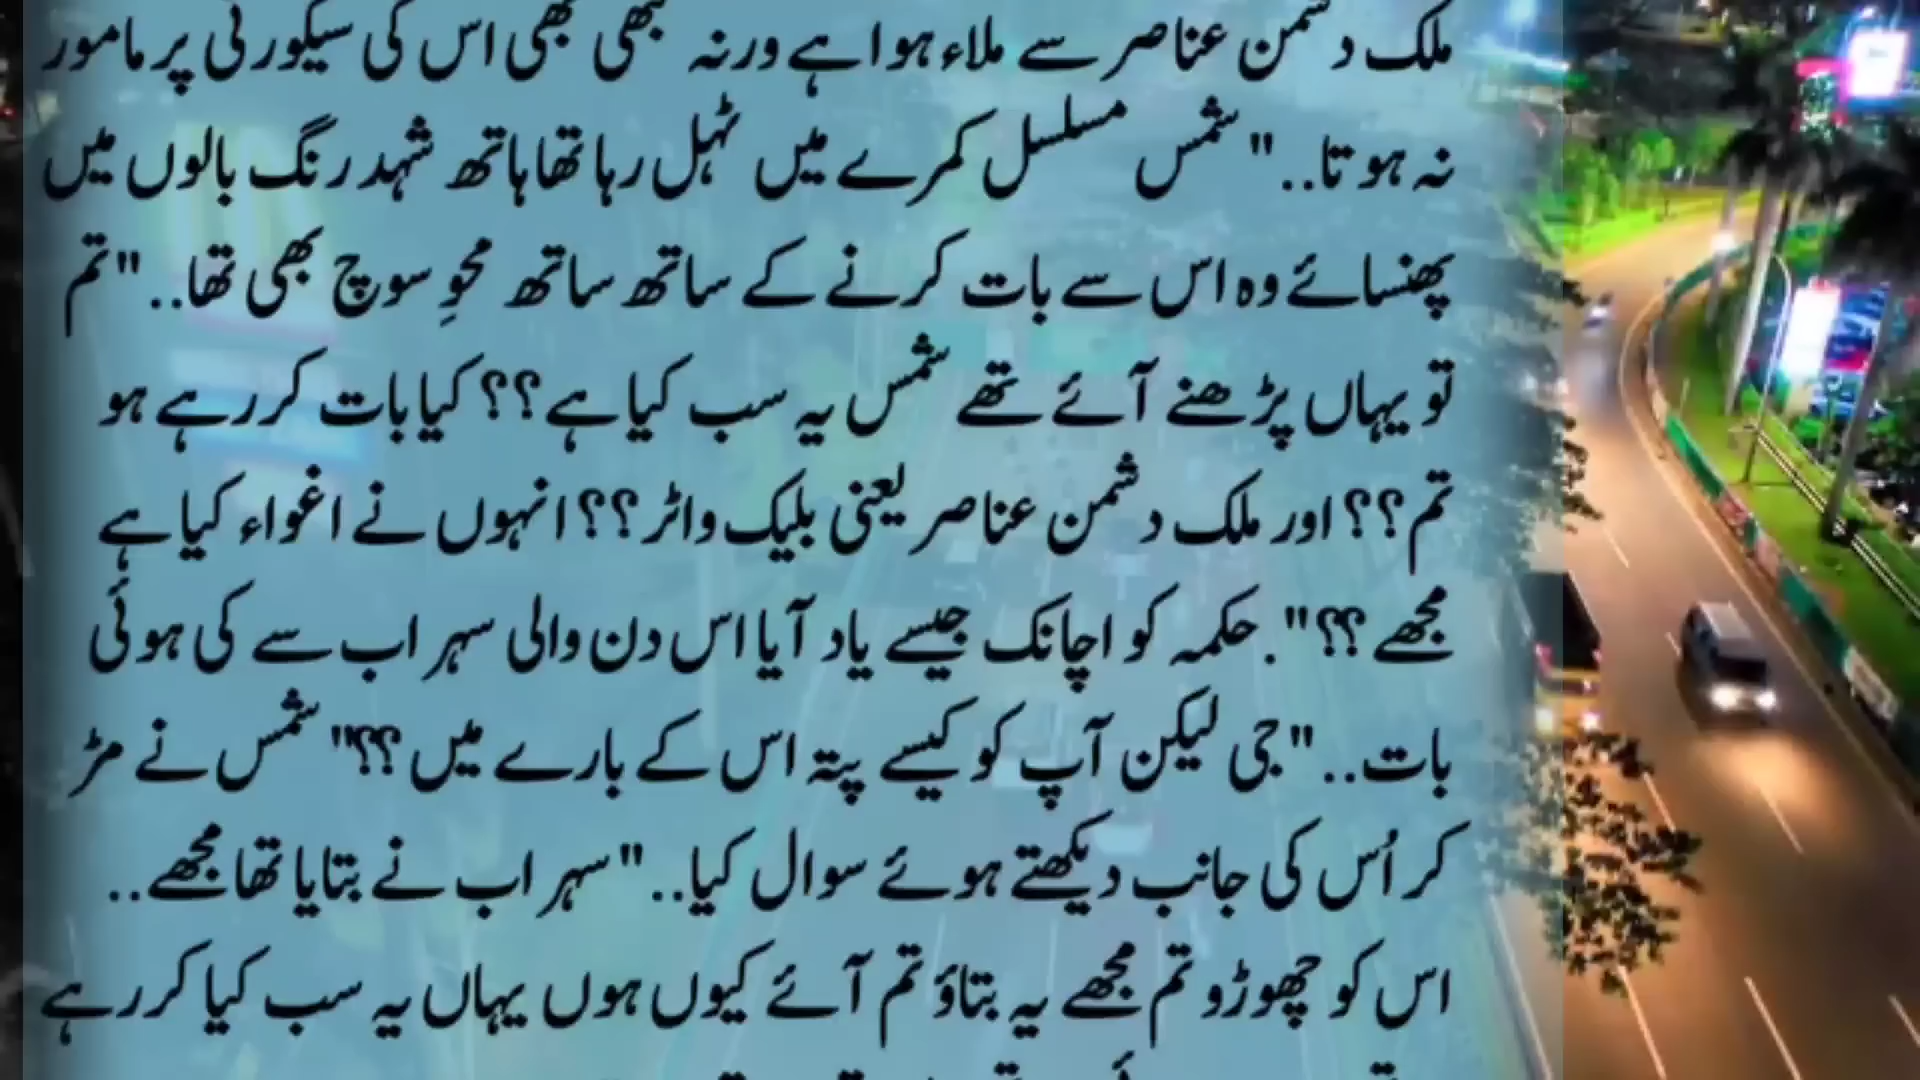 ملک دشمن عناصر سے ملاء ہوا ہے ورنہ کبھی بھی اس کی سیکورٹی پر مامور
نہ ہوتا.." شمس مسلسل کمرے میں ٹہل رہا تھا ہاتھ شہد رنگ بالوں میں
پھنسائے وہ اس سے بات کرنے کے ساتھ ساتھ محوِ سوچ بھی تھا.."تم
تو یہاں پڑھنے آئے تھے شمس یہ سب کیا ہے؟؟ کیا بات کر رہے ہو
تم؟؟ اور ملک دشمن عناصر یعنی بلیک واٹر؟؟ انہوں نے اغواء کیا ہے
مجھے؟؟". حکمہ کو اچانک جیسے یاد آیا اس دن والی سہراب سے کی ہوئی
بات.."جی لیکن آپ کو کیسے پتہ اس کے بارے میں؟؟" شمس نے مڑ
کر اُس کی جانب دیکھتے ہوئے سوال کیا.."سہراب نے بتایا تھا مجھے..
اس کو چھوڑو تم مجھے یہ بتاؤ تم آئے کیوں ہوں یہاں یہ سب کیا کر رہے